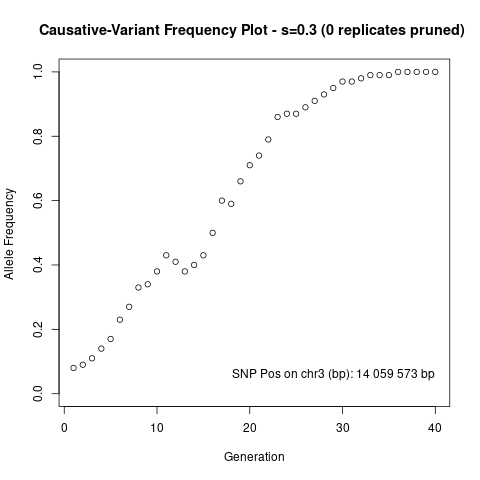 Causative-Variant Frequency Plot - s=0.3 (0 replicates pruned)
1.0
0.8
0.6
0.4
0.2
0.0
Allele Frequency
SNP Pos on chr3 (bp): 14 059 573 bp
0 10 20 30 40
Generation